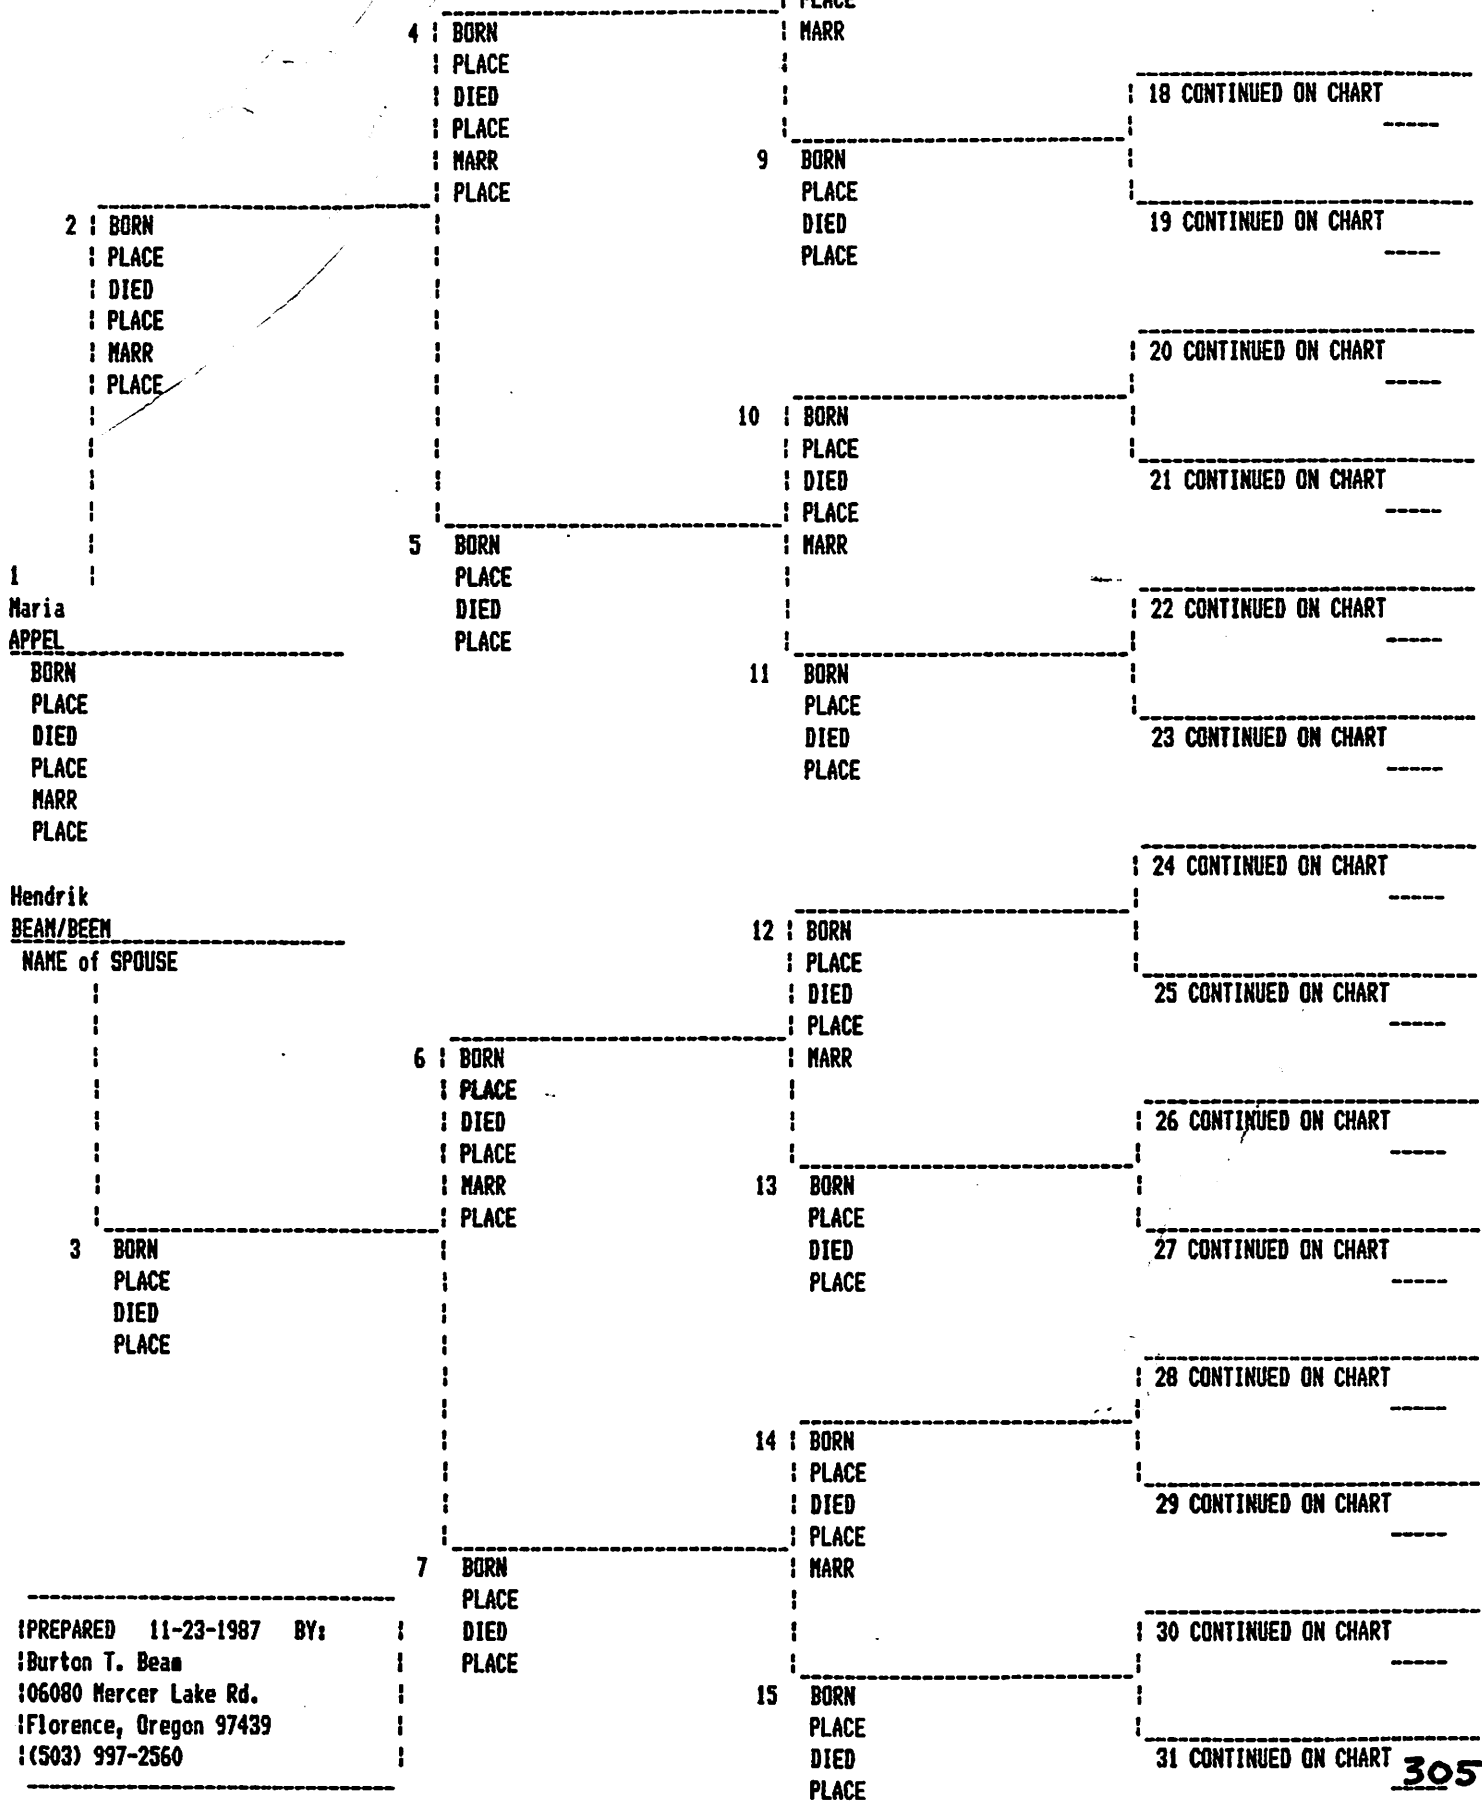 PLACE
4 BORN MARR
PLACE
DIED 18 CONTINUED ON CHART
PLACE
MARR 9 BORN
PLACE PLACE
2 BORN DIED 19 CONTINUED ON CHART
PLACE PLACE
DIED
PLACE
MARR 20 CONTINUED ON CHART
PLACE
10 BORN
PLACE
DIED 21 CONTINUED ON CHART
PLACE
5 BORN MARR
1 PLACE
Maria DIED 22 CONTINUED ON CHART
APPEL PLACE
BORN 11 BORN
PLACE PLACE
DIED DIED 23 CONTINUED ON CHART
PLACE PLACE
MARR
PLACE
24 CONTINUED ON CHART
Hendrik
BEAM/BEEM 12 BORN
NAME of SPOUSE PLACE
DIED 25 CONTINUED ON CHART
PLACE
6 BORN MARR
PLACE
DIED 26 CONTINUED ON CHART
PLACE
MARR 13 BORN
PLACE PLACE
3 BORN DIED 27 CONTINUED ON CHART
PLACE PLACE
DIED
PLACE
28 CONTINUED ON CHART
14 BORN
PLACE
DIED 29 CONTINUED ON CHART
PLACE
7 BORN MARR
PLACE
PREPARED 11-23-1987 BY: DIED 30 CONTINUED ON CHART
Burton T. Beam PLACE
06080 Mercer Lake Rd. 15 BORN
Florence, Oregon 97439 PLACE
(503) 997-2560 DIED 31 CONTINUED ON CHART 305
PLACE